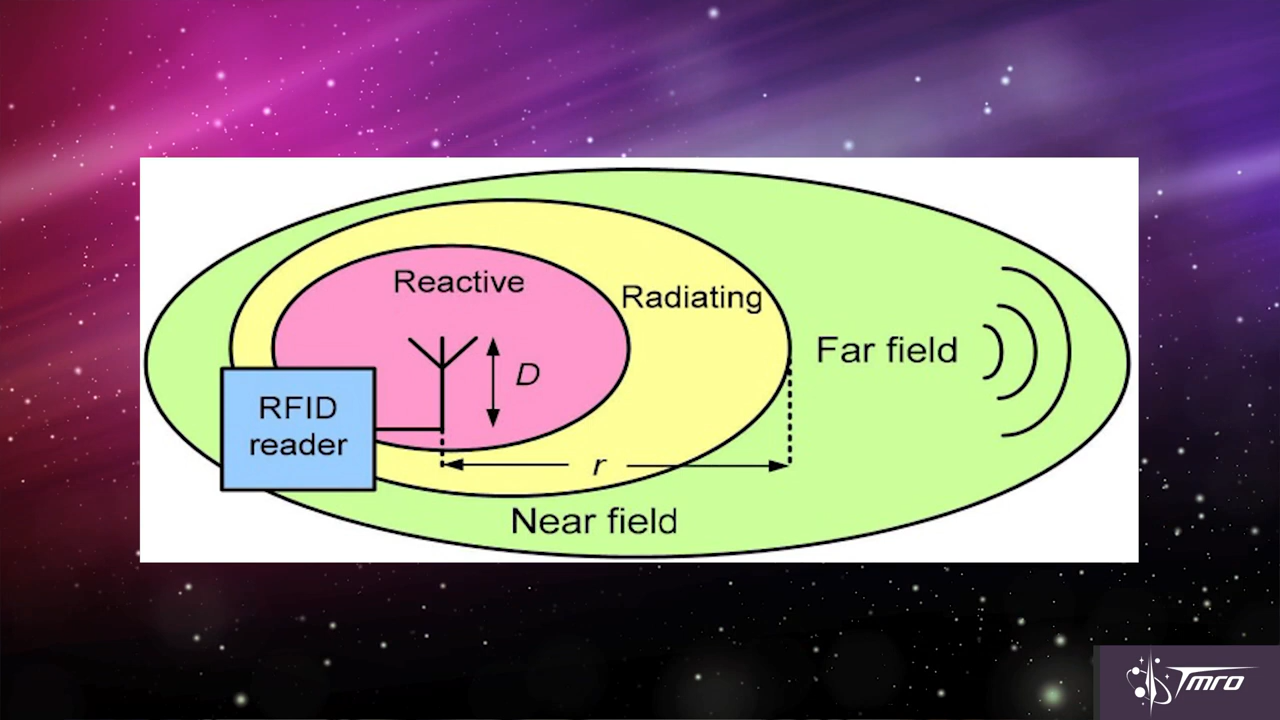 Reactive
Radiating
D
Far field
RFID
reader
r
Near field
Tmro